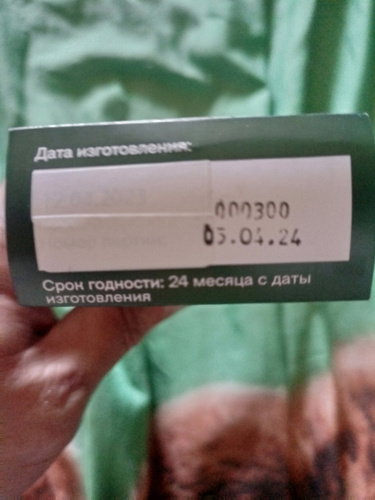 Дата изготовления:
000300
05.04.24
Срок годности: 24 месяца с даты
изготовления